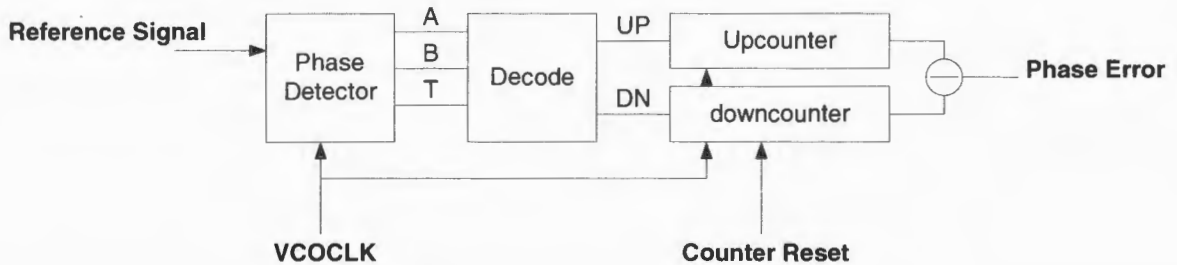 Reference Signal
Phase
Detector
A
B
T
Decode
UP
DN
Upcounter
downcounter
Phase Error
VCOCLK
Counter Reset